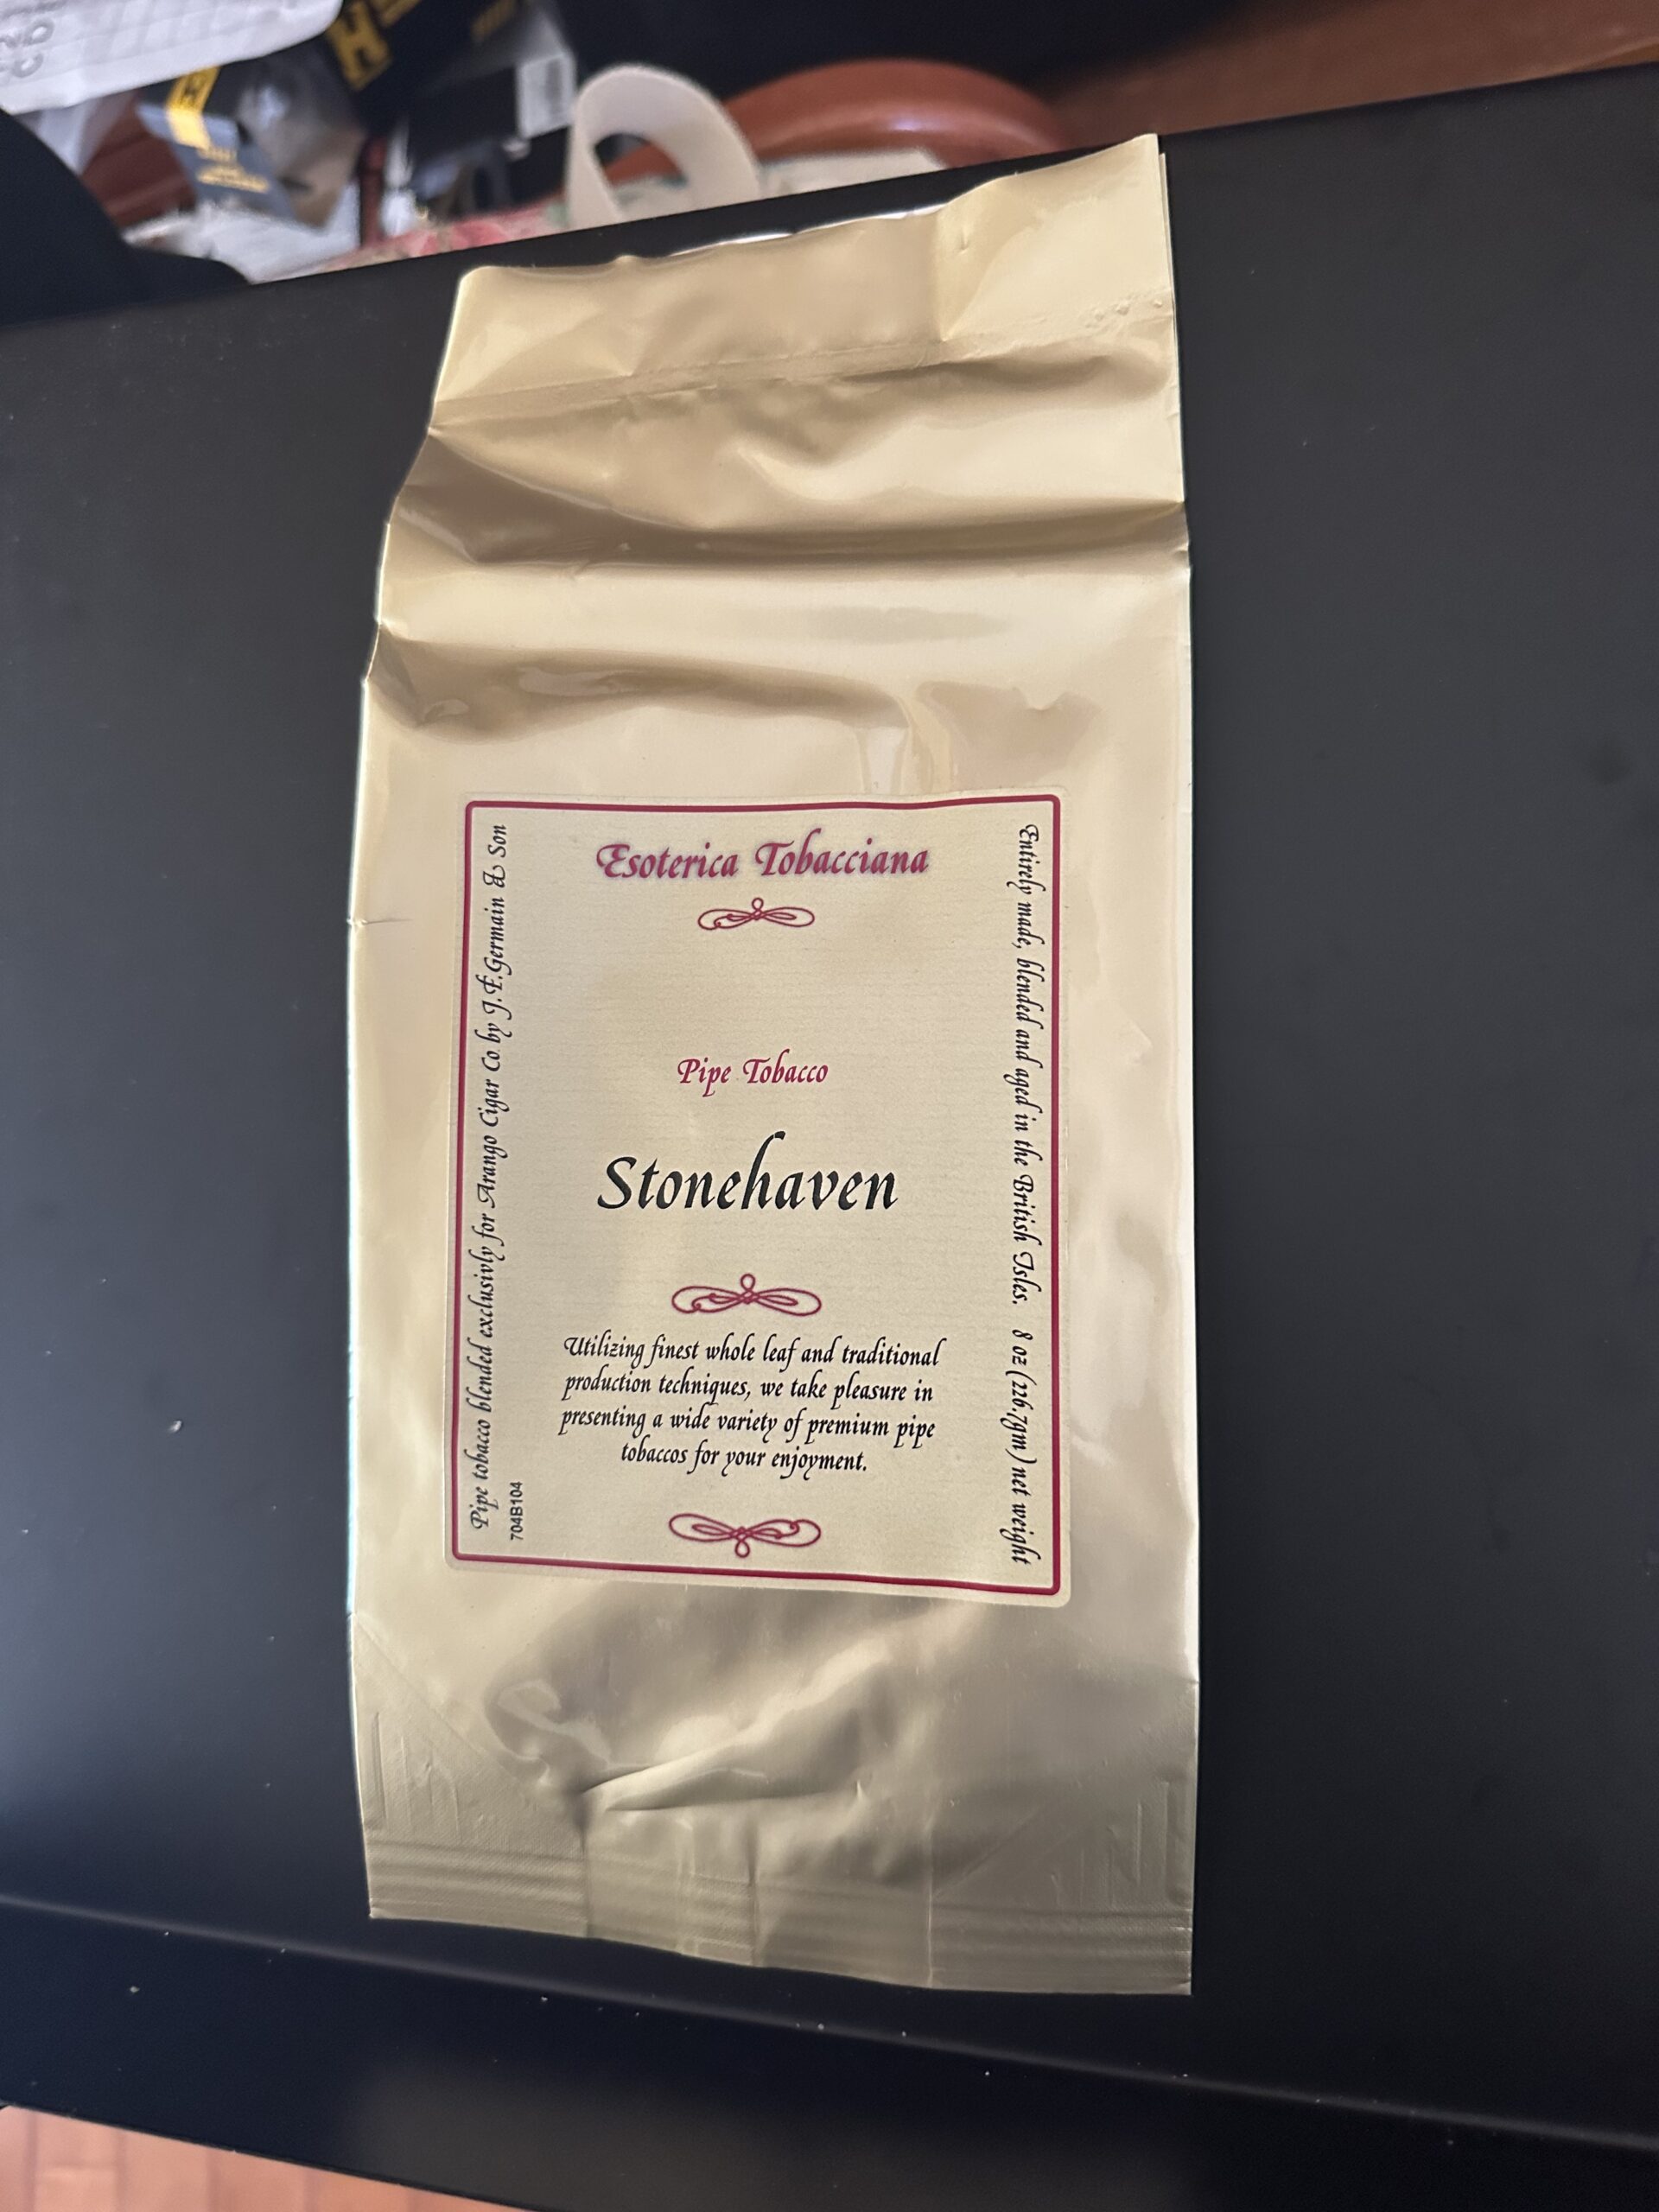 Esoterica Tobacciana
Pipe Tobacco
Stonehaven
Utilizing finest whole leaf and traditional
production techniques, we take pleasure in
presenting a wide variety of premium pipe
tobaccos for your enjoyment.
Pipe tobacco blended exclusivly for Arango Cigar Co. by J.F.Germain & Son
704B104
Entirely made, blended and aged in the British Isles. 8 oz (226.7gm) net weight